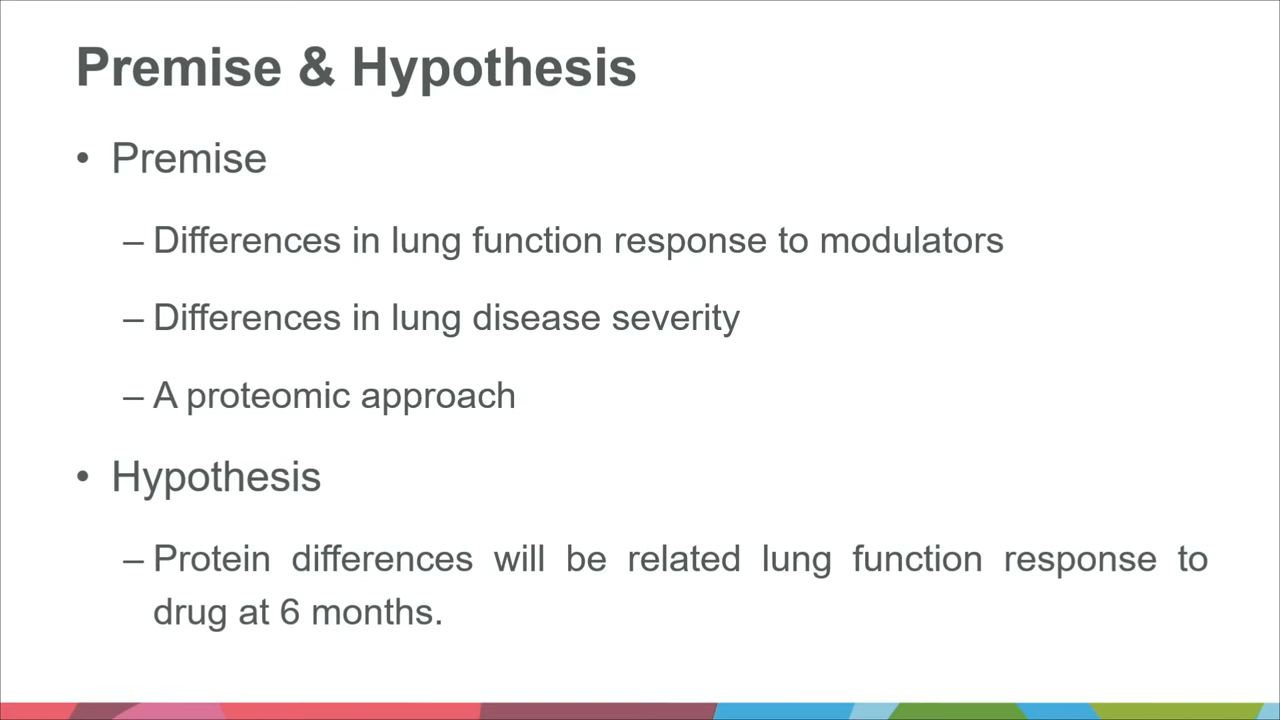 Premise & Hypothesis
• Premise
– Differences in lung function response to modulators
– Differences in lung disease severity
– A proteomic approach
• Hypothesis
– Protein differences will be related lung function response to
drug at 6 months.